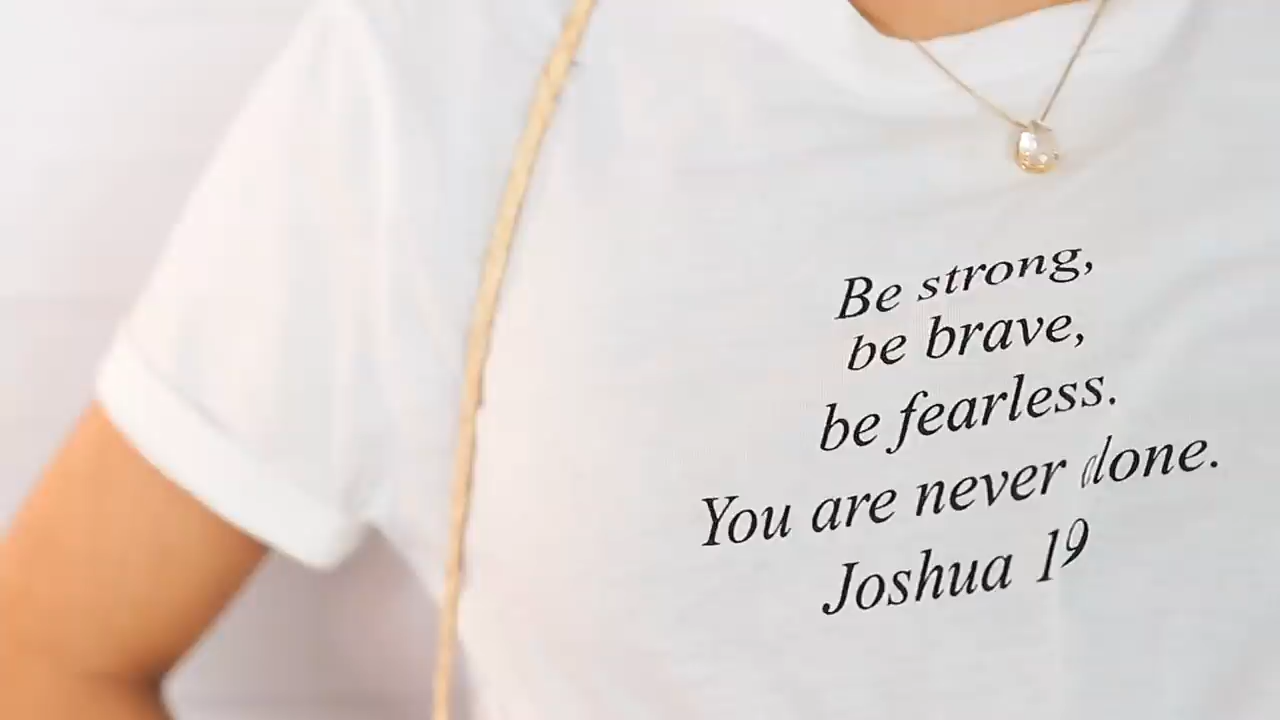 Be strong,
be brave,
be fearless.
You are never alone.
Joshua 19